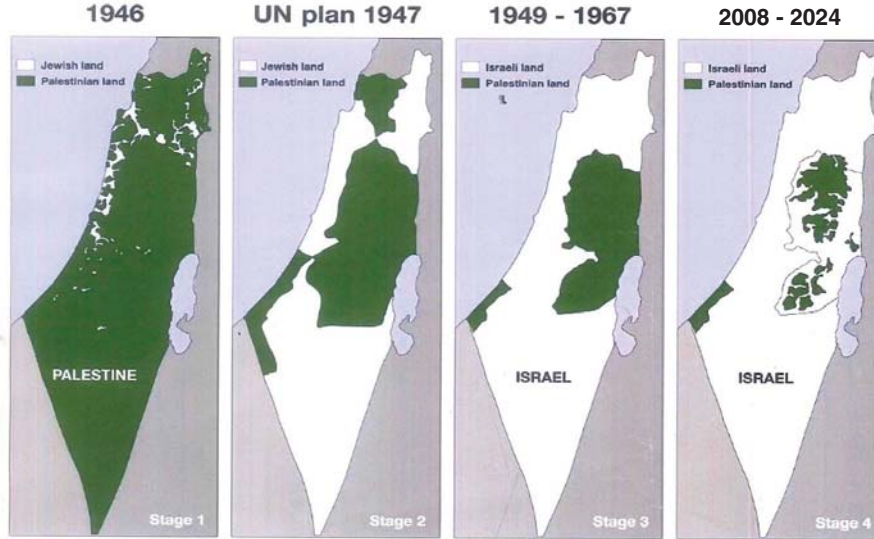 1946
Jewish land
Palestinian land
PALESTINE
Stage 1
UN plan 1947
Jewish land
Palestinian land
Stage 2
1949 - 1967
Israeli land
Palestinian land
ISRAEL
Stage 3
2008 - 2024
Israeli land
Palestinian land
ISRAEL
Stage 4